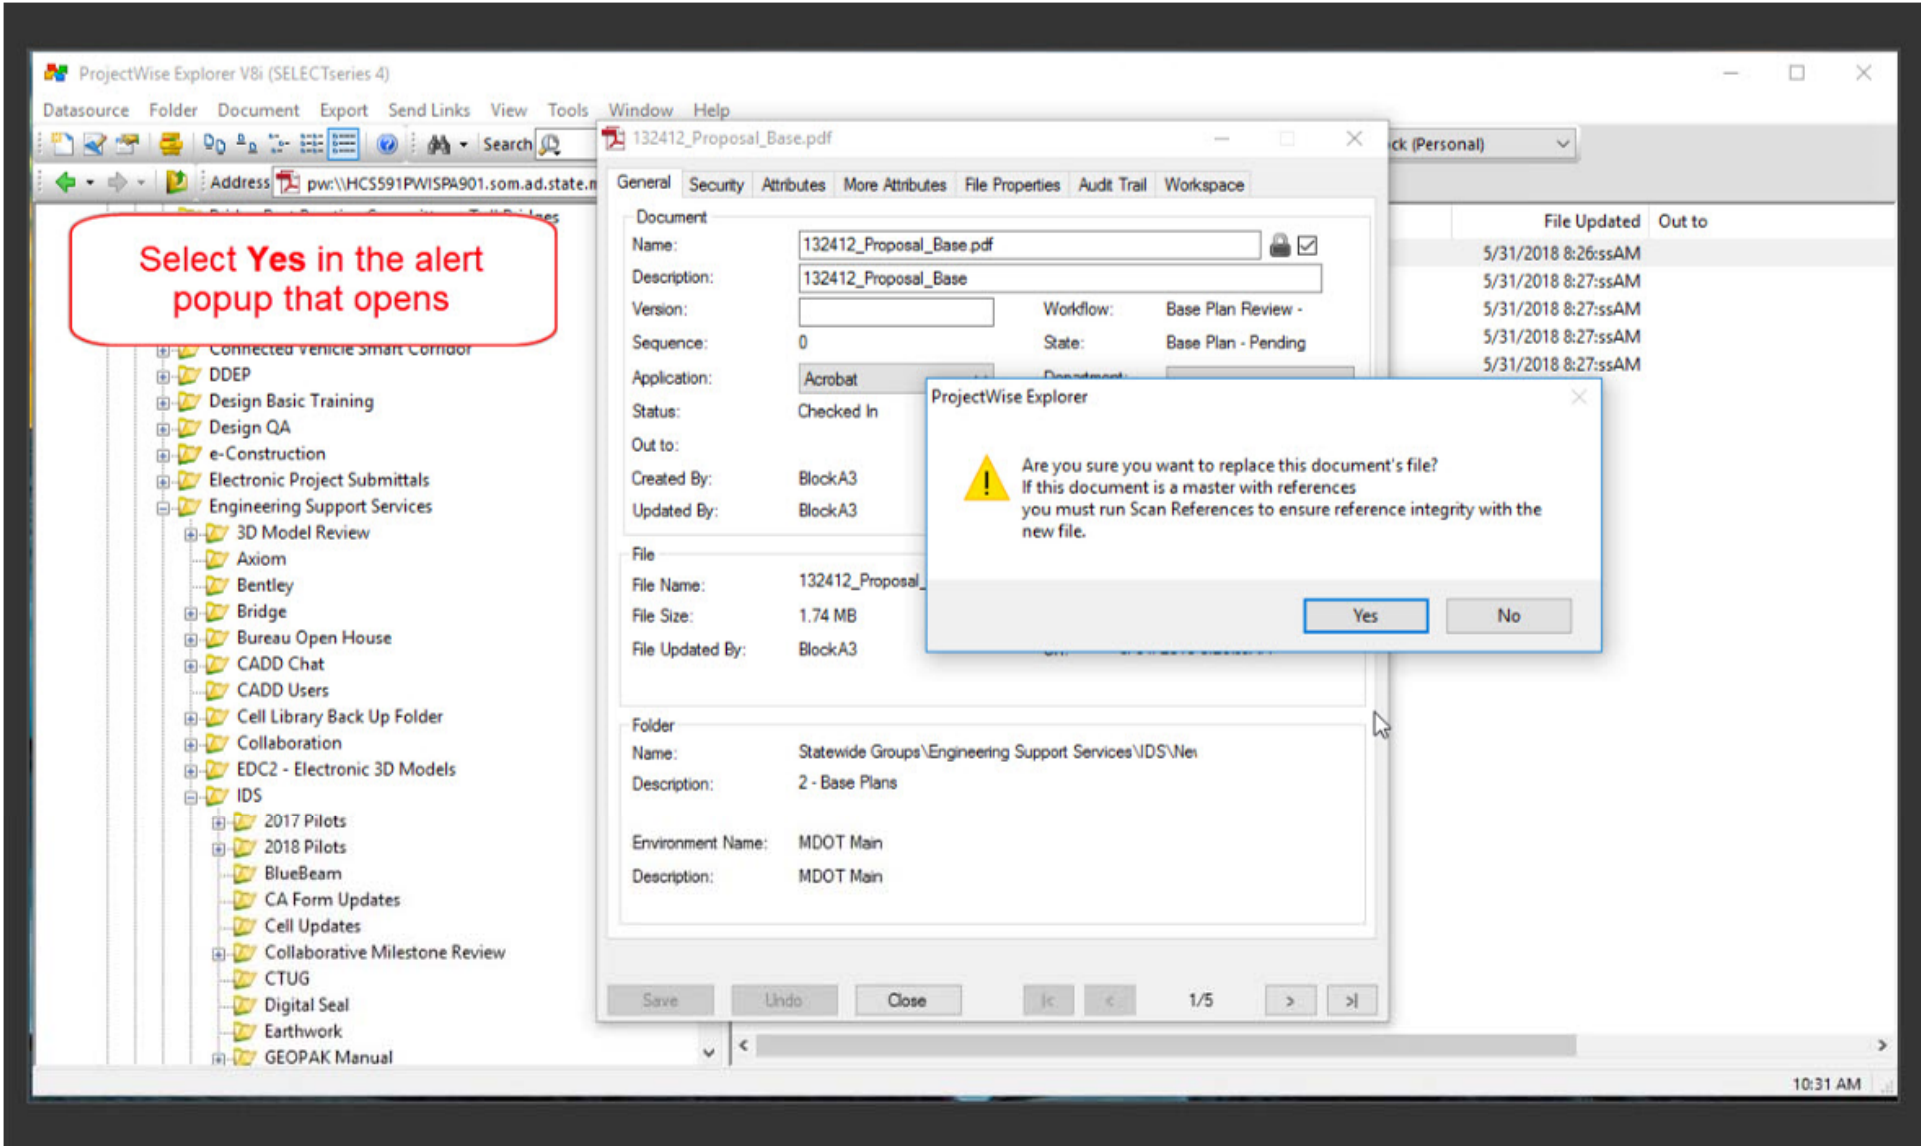 ProjectWise Explorer V8i (SELECTseries 4)
Datasource Folder Document Export Send Links View Tools Window Help
Search
Address pw:\\HCS591PWISPA901.som.ad.state.m
ck (Personal)
Select Yes in the alert
popup that opens
Connected Vehicle Smart Corridor
DDEP
Design Basic Training
Design QA
e-Construction
Electronic Project Submittals
Engineering Support Services
3D Model Review
Axiom
Bentley
Bridge
Bureau Open House
CADD Chat
CADD Users
Cell Library Back Up Folder
Collaboration
EDC2 - Electronic 3D Models
IDS
2017 Pilots
2018 Pilots
BlueBeam
CA Form Updates
Cell Updates
Collaborative Milestone Review
CTUG
Digital Seal
Earthwork
GEOPAK Manual
132412_Proposal_Base.pdf
General Security Attributes More Attributes File Properties Audit Trail Workspace
Document
Name: 132412_Proposal_Base.pdf
Description: 132412_Proposal_Base
Version: Workflow: Base Plan Review -
Sequence: 0 State: Base Plan - Pending
Application: Acrobat Department:
Status: Checked In
Out to:
Created By: BlockA3
Updated By: BlockA3
File
File Name: 132412_Proposal_
File Size: 1.74 MB
File Updated By: BlockA3
Folder
Name: Statewide Groups\Engineering Support Services\IDS\Nev
Description: 2 - Base Plans
Environment Name: MDOT Main
Description: MDOT Main
Save Undo Close |< < 1/5 > >|
ProjectWise Explorer
Are you sure you want to replace this document's file?
If this document is a master with references
you must run Scan References to ensure reference integrity with the
new file.
Yes No
File Updated Out to
5/31/2018 8:26:ssAM
5/31/2018 8:27:ssAM
5/31/2018 8:27:ssAM
5/31/2018 8:27:ssAM
5/31/2018 8:27:ssAM
10:31 AM